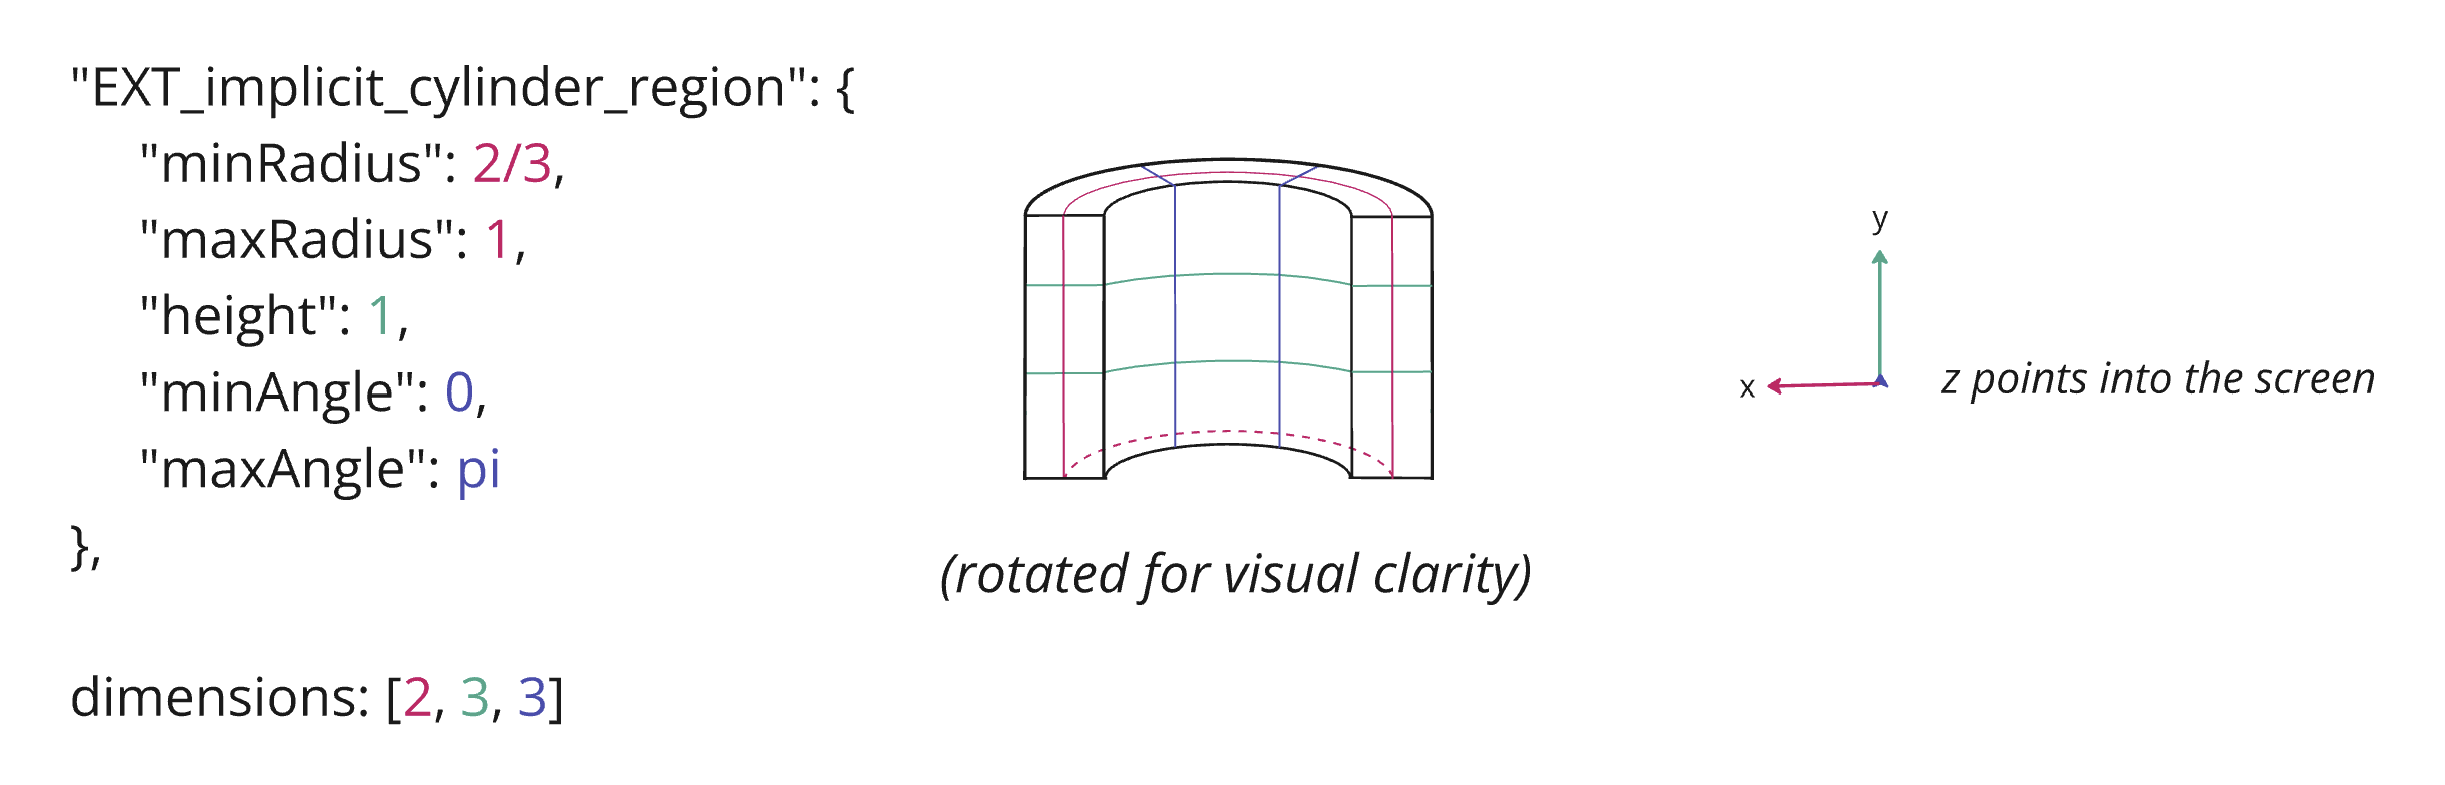 "EXT_implicit_cylinder_region": {
"minRadius": 2/3,
"maxRadius": 1,
"height": 1,
"minAngle": 0,
"maxAngle": pi
},
dimensions: [2, 3, 3]
(rotated for visual clarity)
y
x
z points into the screen